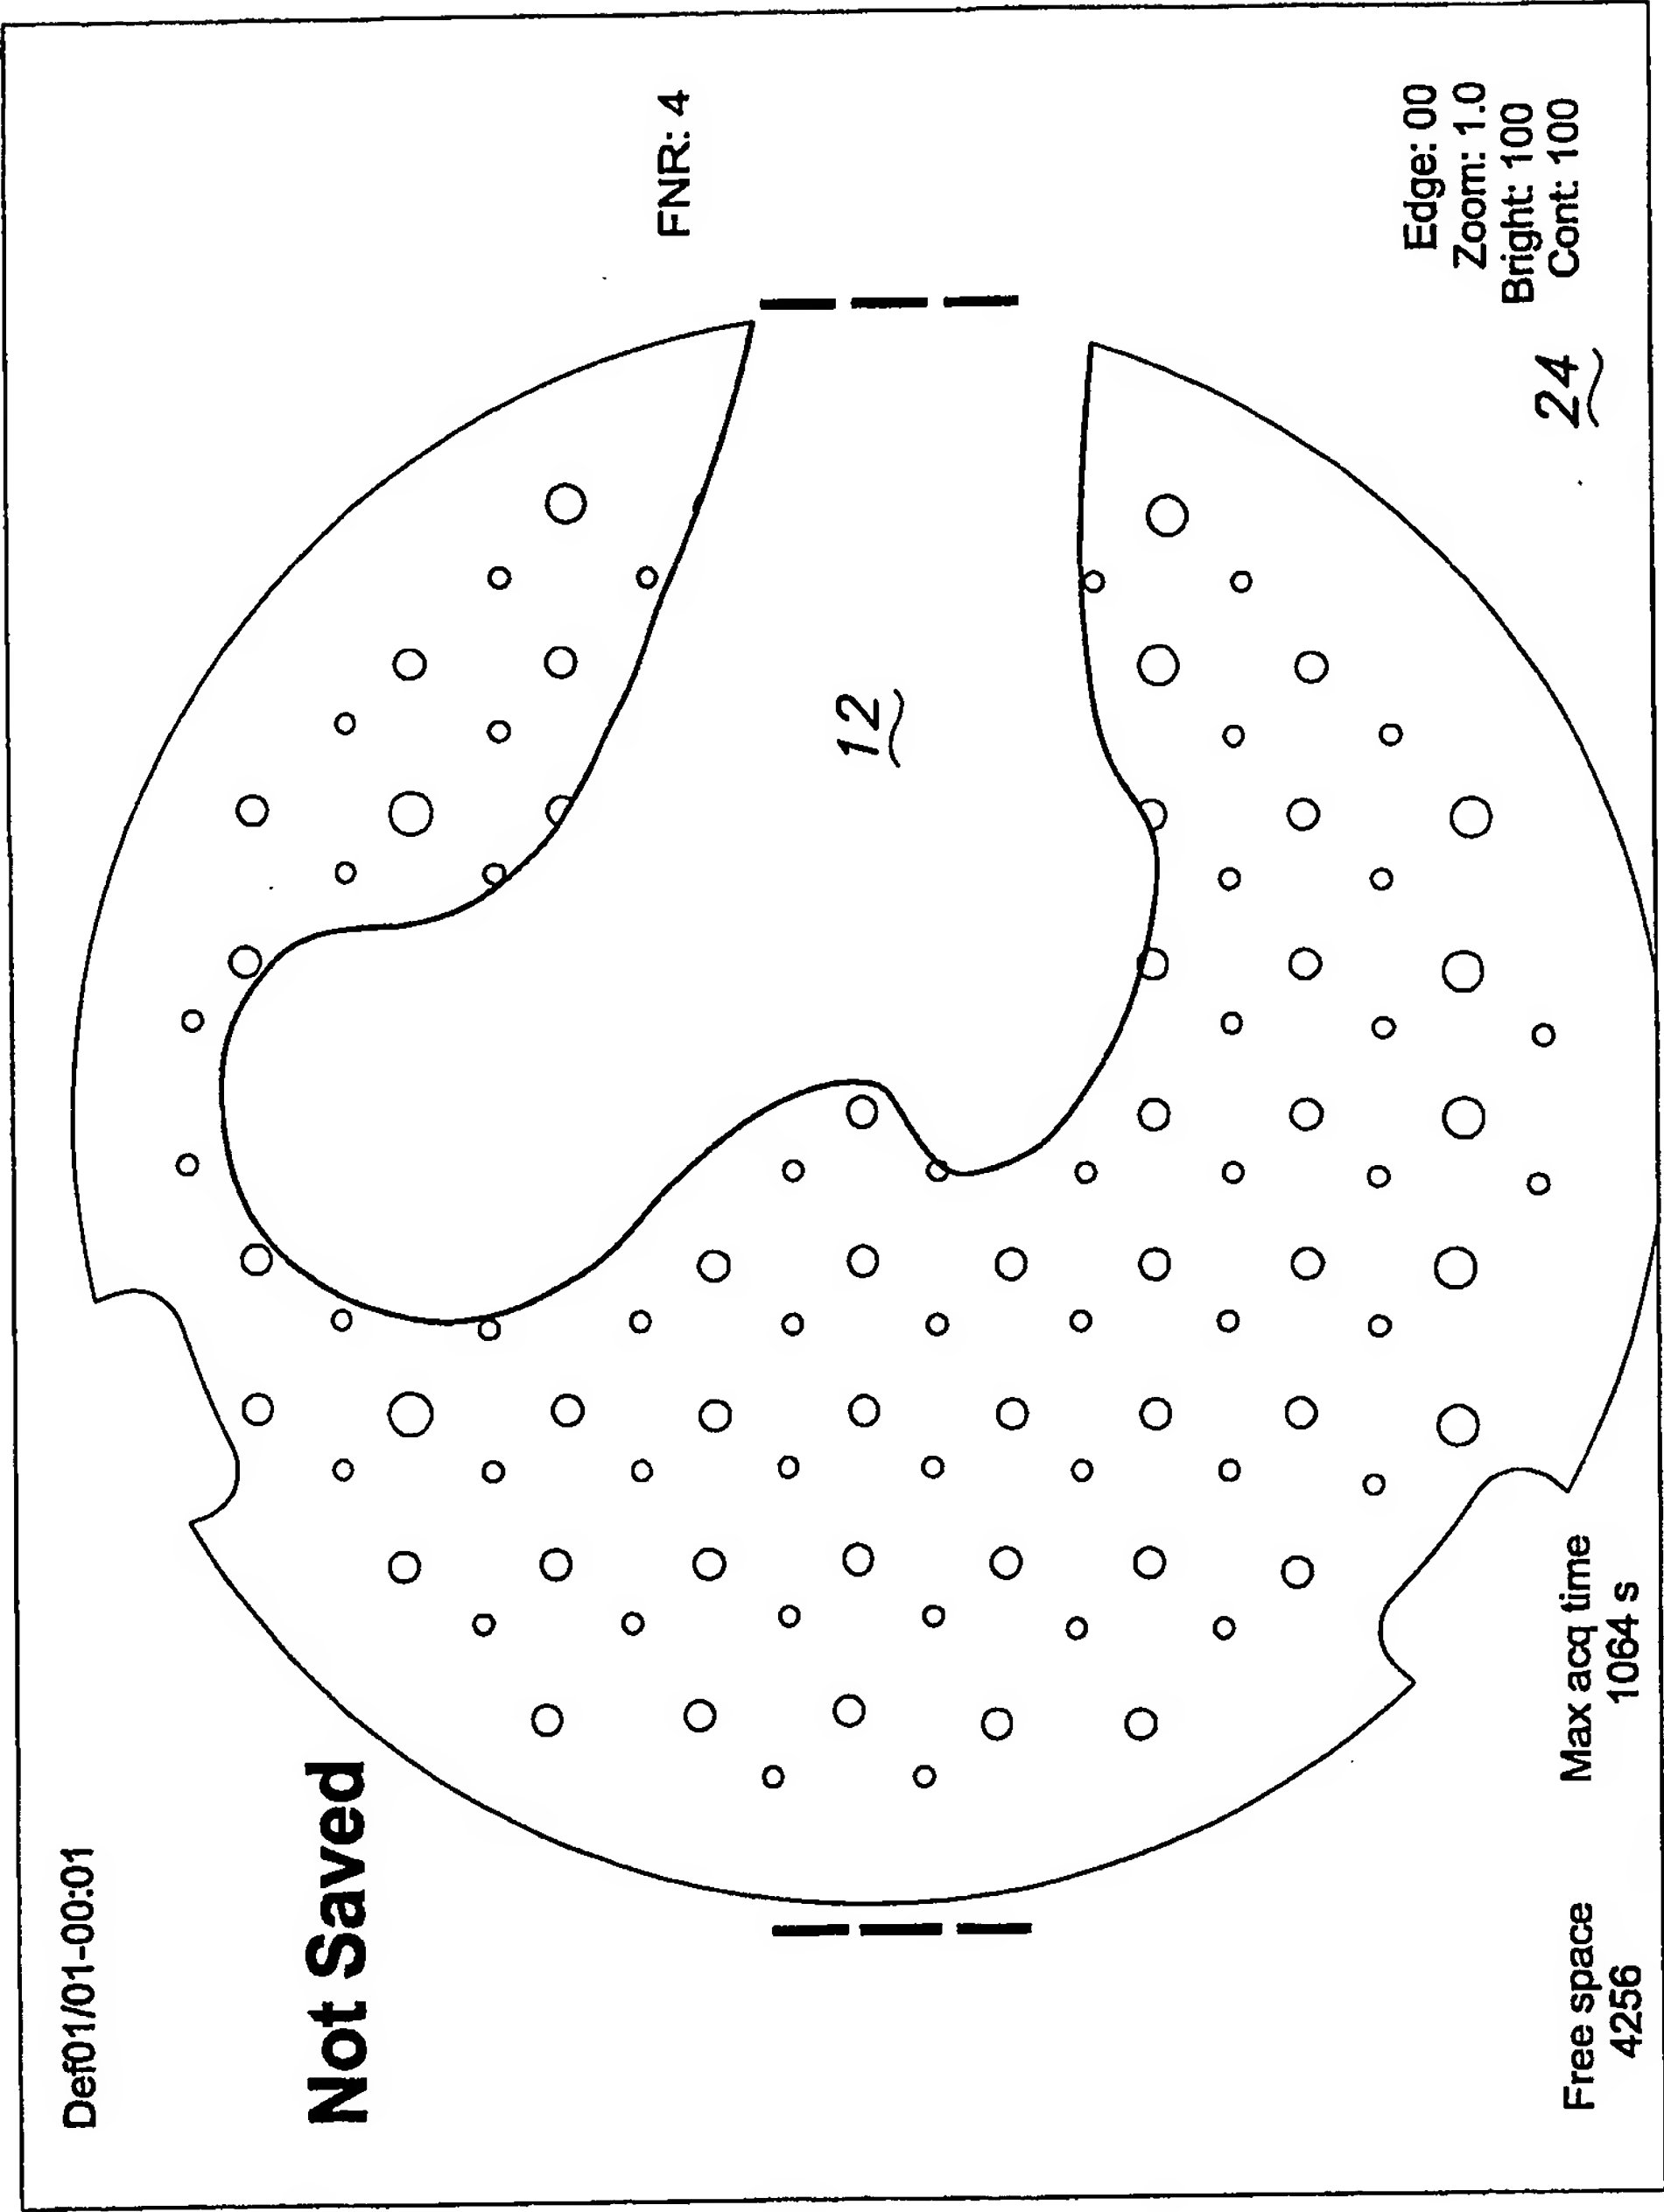 Def01/01-00:01
Not Saved
FNR: 4
12
24
Edge: 00
Zoom: 1.0
Bright: 100
Cont: 100
Free space
4256
Max acq time
1064 s